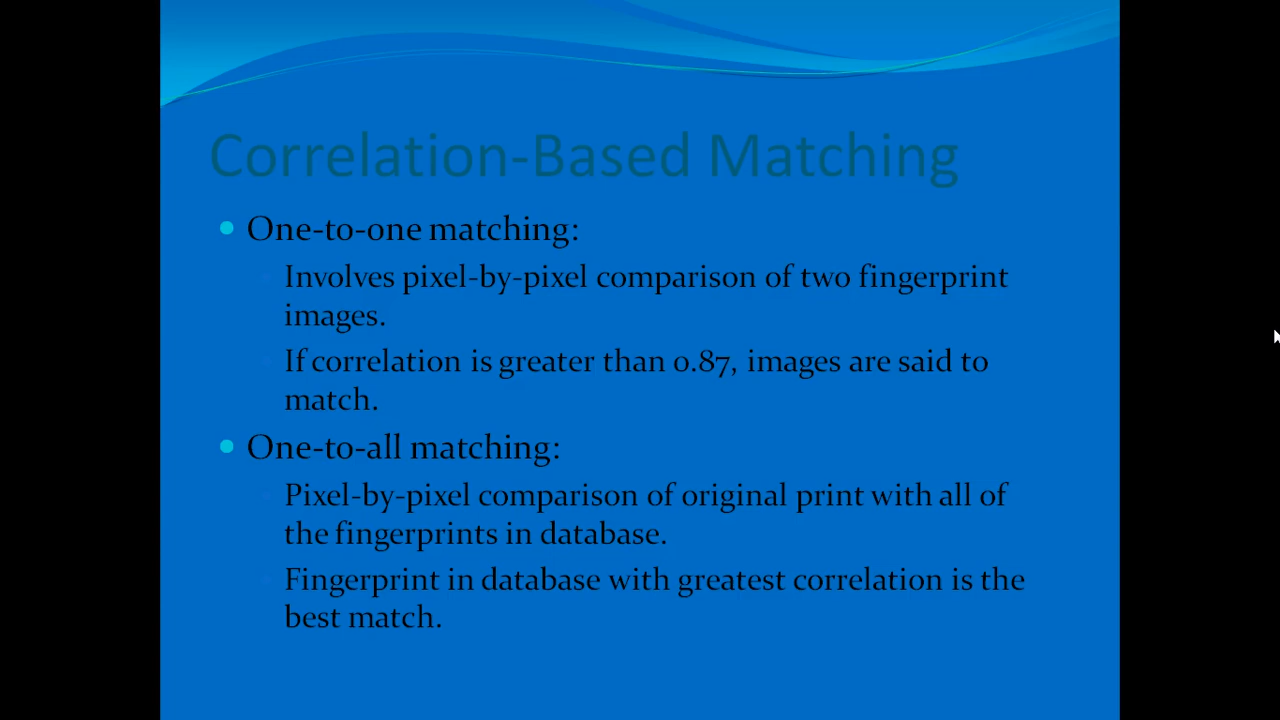 Correlation-Based Matching
One-to-one matching:
Involves pixel-by-pixel comparison of two fingerprint
images.
If correlation is greater than 0.87, images are said to
match.
One-to-all matching:
Pixel-by-pixel comparison of original print with all of
the fingerprints in database.
Fingerprint in database with greatest correlation is the
best match.